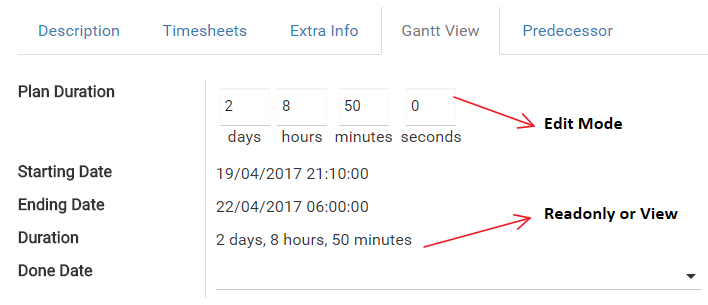 Description Timesheets Extra Info Gantt View Predecessor
Plan Duration 2 8 50 0
days hours minutes seconds
Edit Mode
Starting Date 19/04/2017 21:10:00
Ending Date 22/04/2017 06:00:00
Readonly or View
Duration 2 days, 8 hours, 50 minutes
Done Date